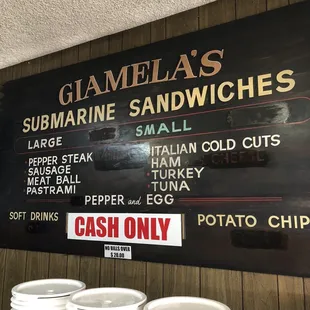 GIAMELA'S
SUBMARINE SANDWICHES
LARGE
SMALL
PEPPER STEAK
SAUSAGE
MEAT BALL
PASTRAMI
ITALIAN COLD CUTS
HAM
TURKEY
TUNA
PEPPER and EGG
SOFT DRINKS
CASH ONLY
POTATO CHIP
NO BILLS OVER
$ 20.00